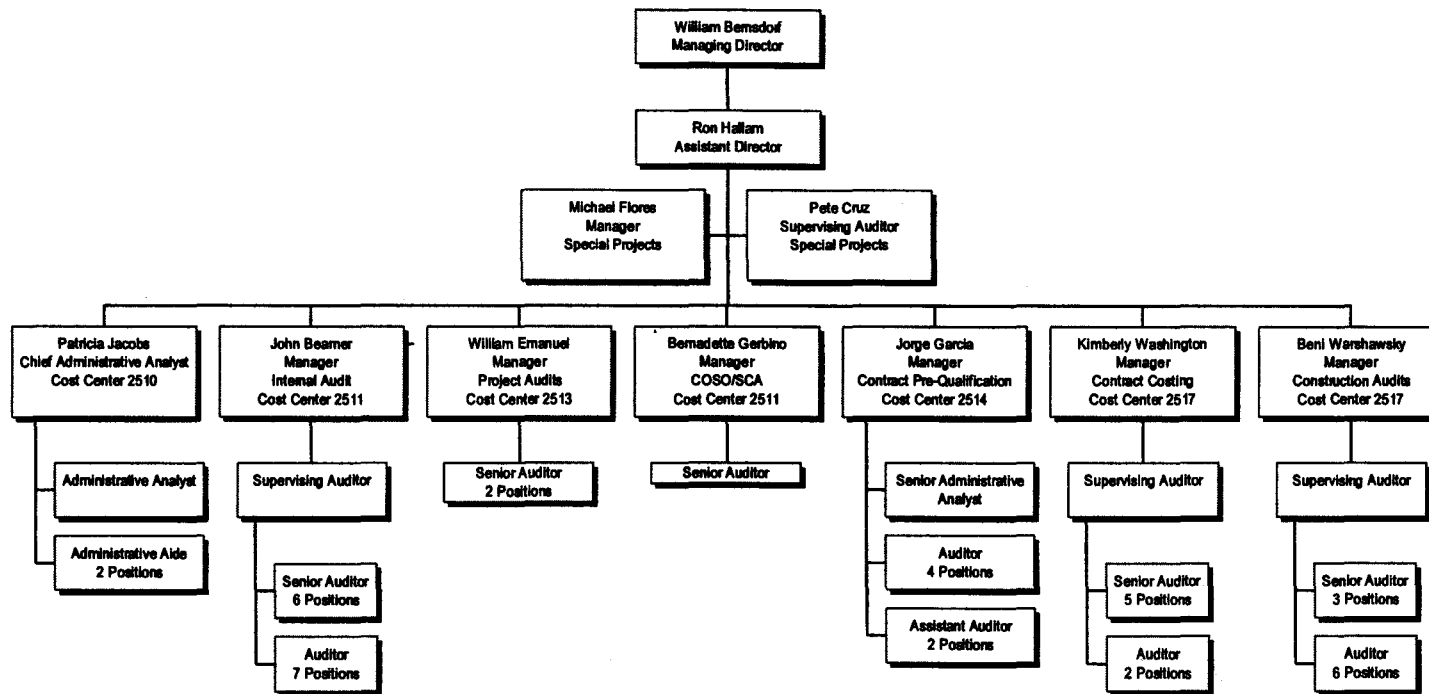 William Bernsdorf
Managing Director
Ron Hallam
Assistant Director
Michael Flores
Manager
Special Projects
Pete Cruz
Supervising Auditor
Special Projects
Patricia Jacobs
Chief Administrative Analyst
Cost Center 2510
John Beamer
Manager
Internal Audit
Cost Center 2511
William Emanuel
Manager
Project Audits
Cost Center 2513
Bernadette Gerbino
Manager
COSO/SCA
Cost Center 2511
Jorge Garcia
Manager
Contract Pre-Qualification
Cost Center 2514
Kimberly Washington
Manager
Contract Costing
Cost Center 2517
Beni Warshawsky
Manager
Construction Audits
Cost Center 2517
Administrative Analyst
Administrative Aide
2 Positions
Supervising Auditor
Senior Auditor
6 Positions
Auditor
7 Positions
Senior Auditor
2 Positions
Senior Auditor
Senior Administrative
Analyst
Auditor
4 Positions
Assistant Auditor
2 Positions
Supervising Auditor
Senior Auditor
5 Positions
Auditor
2 Positions
Supervising Auditor
Senior Auditor
3 Positions
Auditor
6 Positions